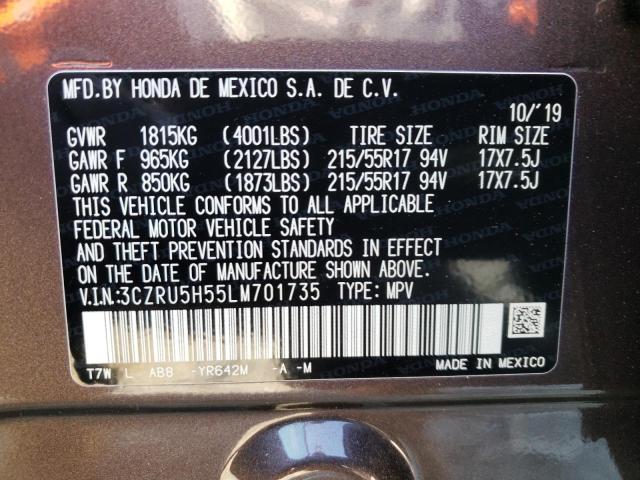 MFD.BY HONDA DE MEXICO S.A. DE C.V.
10/'19
GVWR 1815KG (4001LBS) TIRE SIZE RIM SIZE
GAWR F 965KG (2127LBS) 215/55R17 94V 17X7.5J
GAWR R 850KG (1873LBS) 215/55R17 94V 17X7.5J
THIS VEHICLE CONFORMS TO ALL APPLICABLE
FEDERAL MOTOR VEHICLE SAFETY
AND THEFT PREVENTION STANDARDS IN EFFECT
ON THE DATE OF MANUFACTURE SHOWN ABOVE.
V.I.N:3CZRU5H55LM701735 TYPE: MPV
T7W L ABB -YR642M -A -M
MADE IN MEXICO